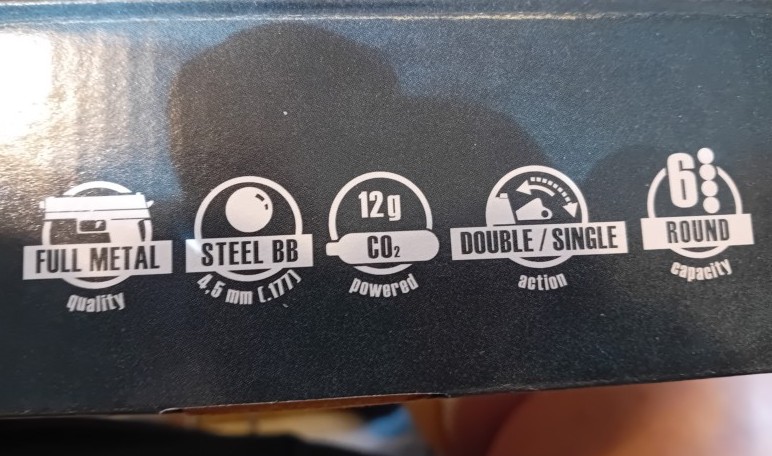 FULL METAL
quality
STEEL BB
4,5 mm (.177)
12g
CO₂
powered
DOUBLE / SINGLE
action
6
ROUND
capacity